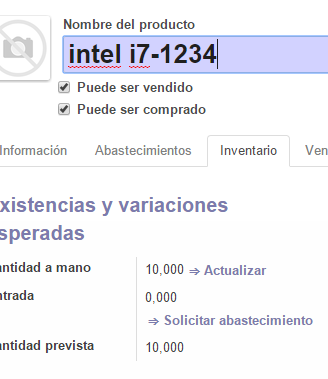 Nombre del producto
intel i7-1234
Puede ser vendido
Puede ser comprado
Información Abastecimientos Inventario Ven
xistencias y variaciones
speradas
antidad a mano 10,000 ⇒ Actualizar
ntrada 0,000
⇒ Solicitar abastecimiento
antidad prevista 10,000